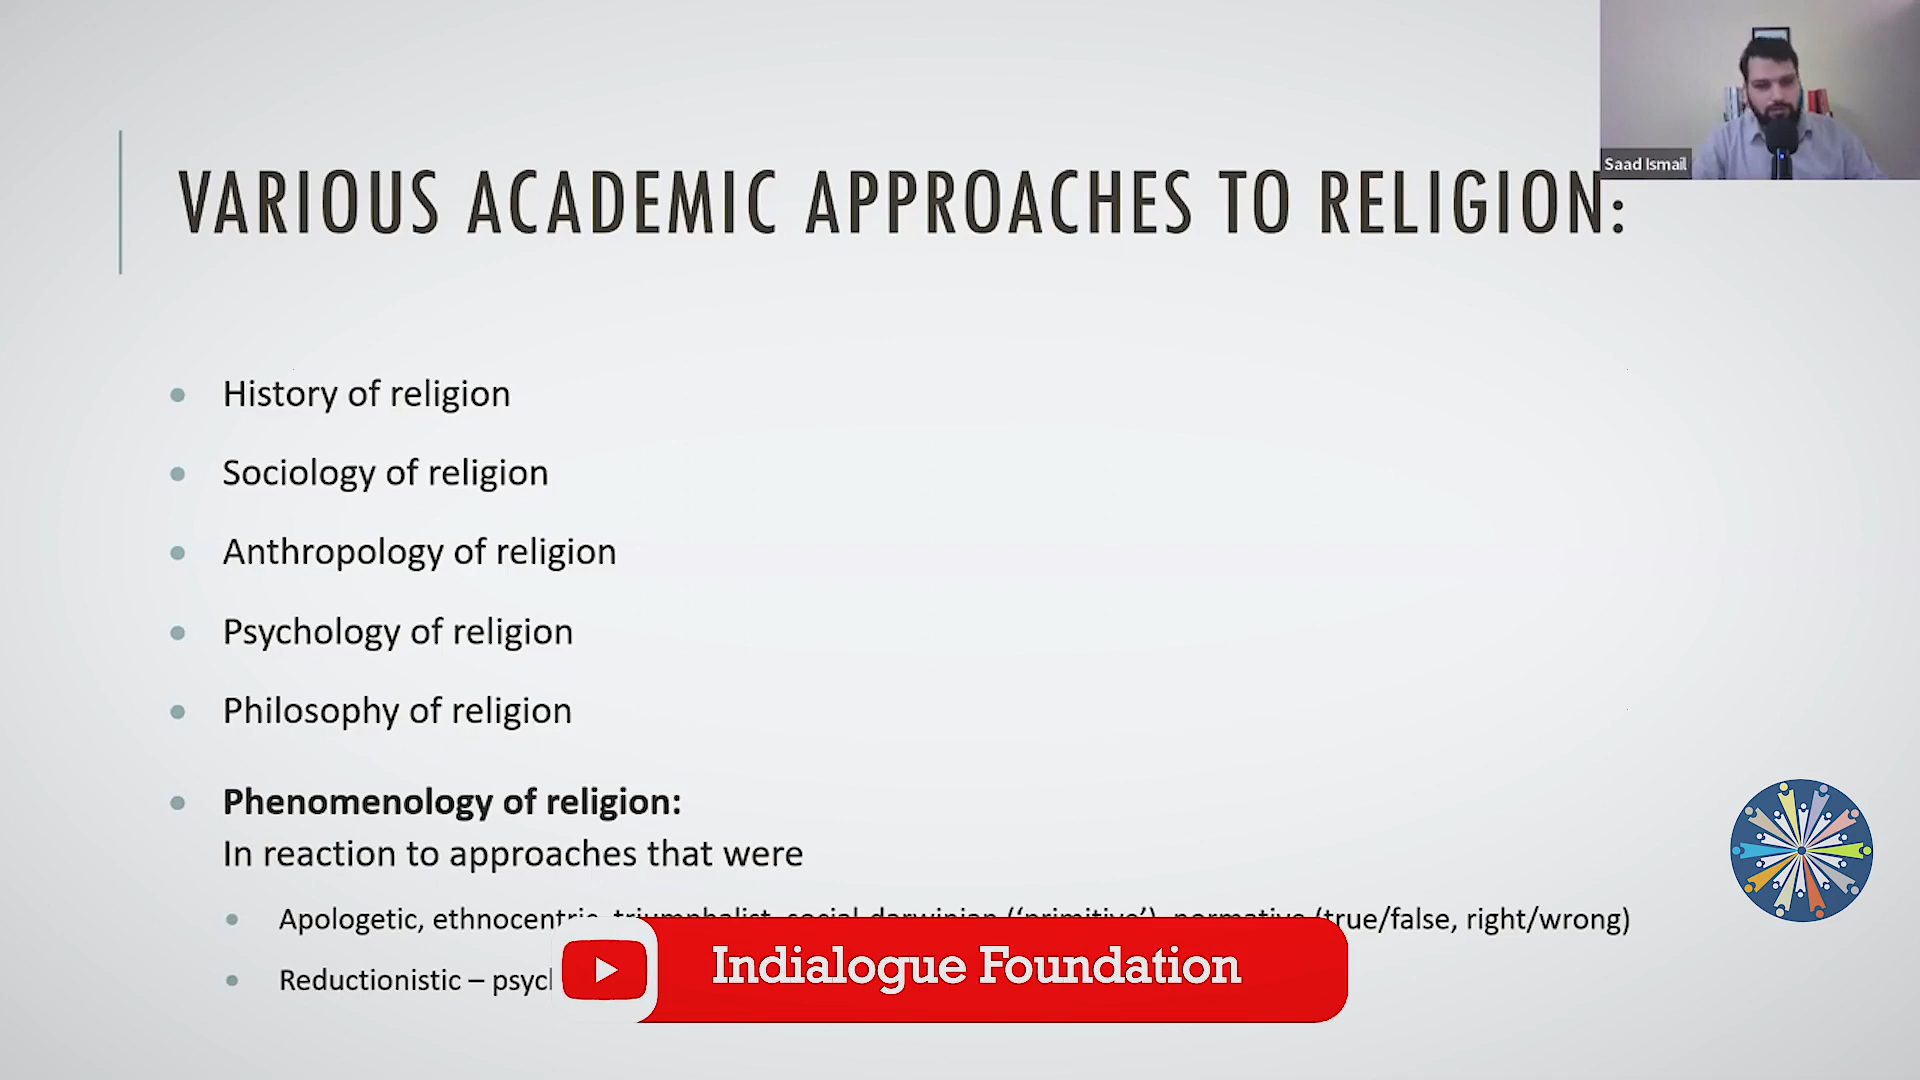 Saad Ismail
VARIOUS ACADEMIC APPROACHES TO RELIGION:
History of religion
Sociology of religion
Anthropology of religion
Psychology of religion
Philosophy of religion
Phenomenology of religion:
In reaction to approaches that were
Apologetic, ethnocentric, triumphalist, social-darwinian ('primitive'), normative (true/false, right/wrong)
Reductionistic –
Indialogue Foundation